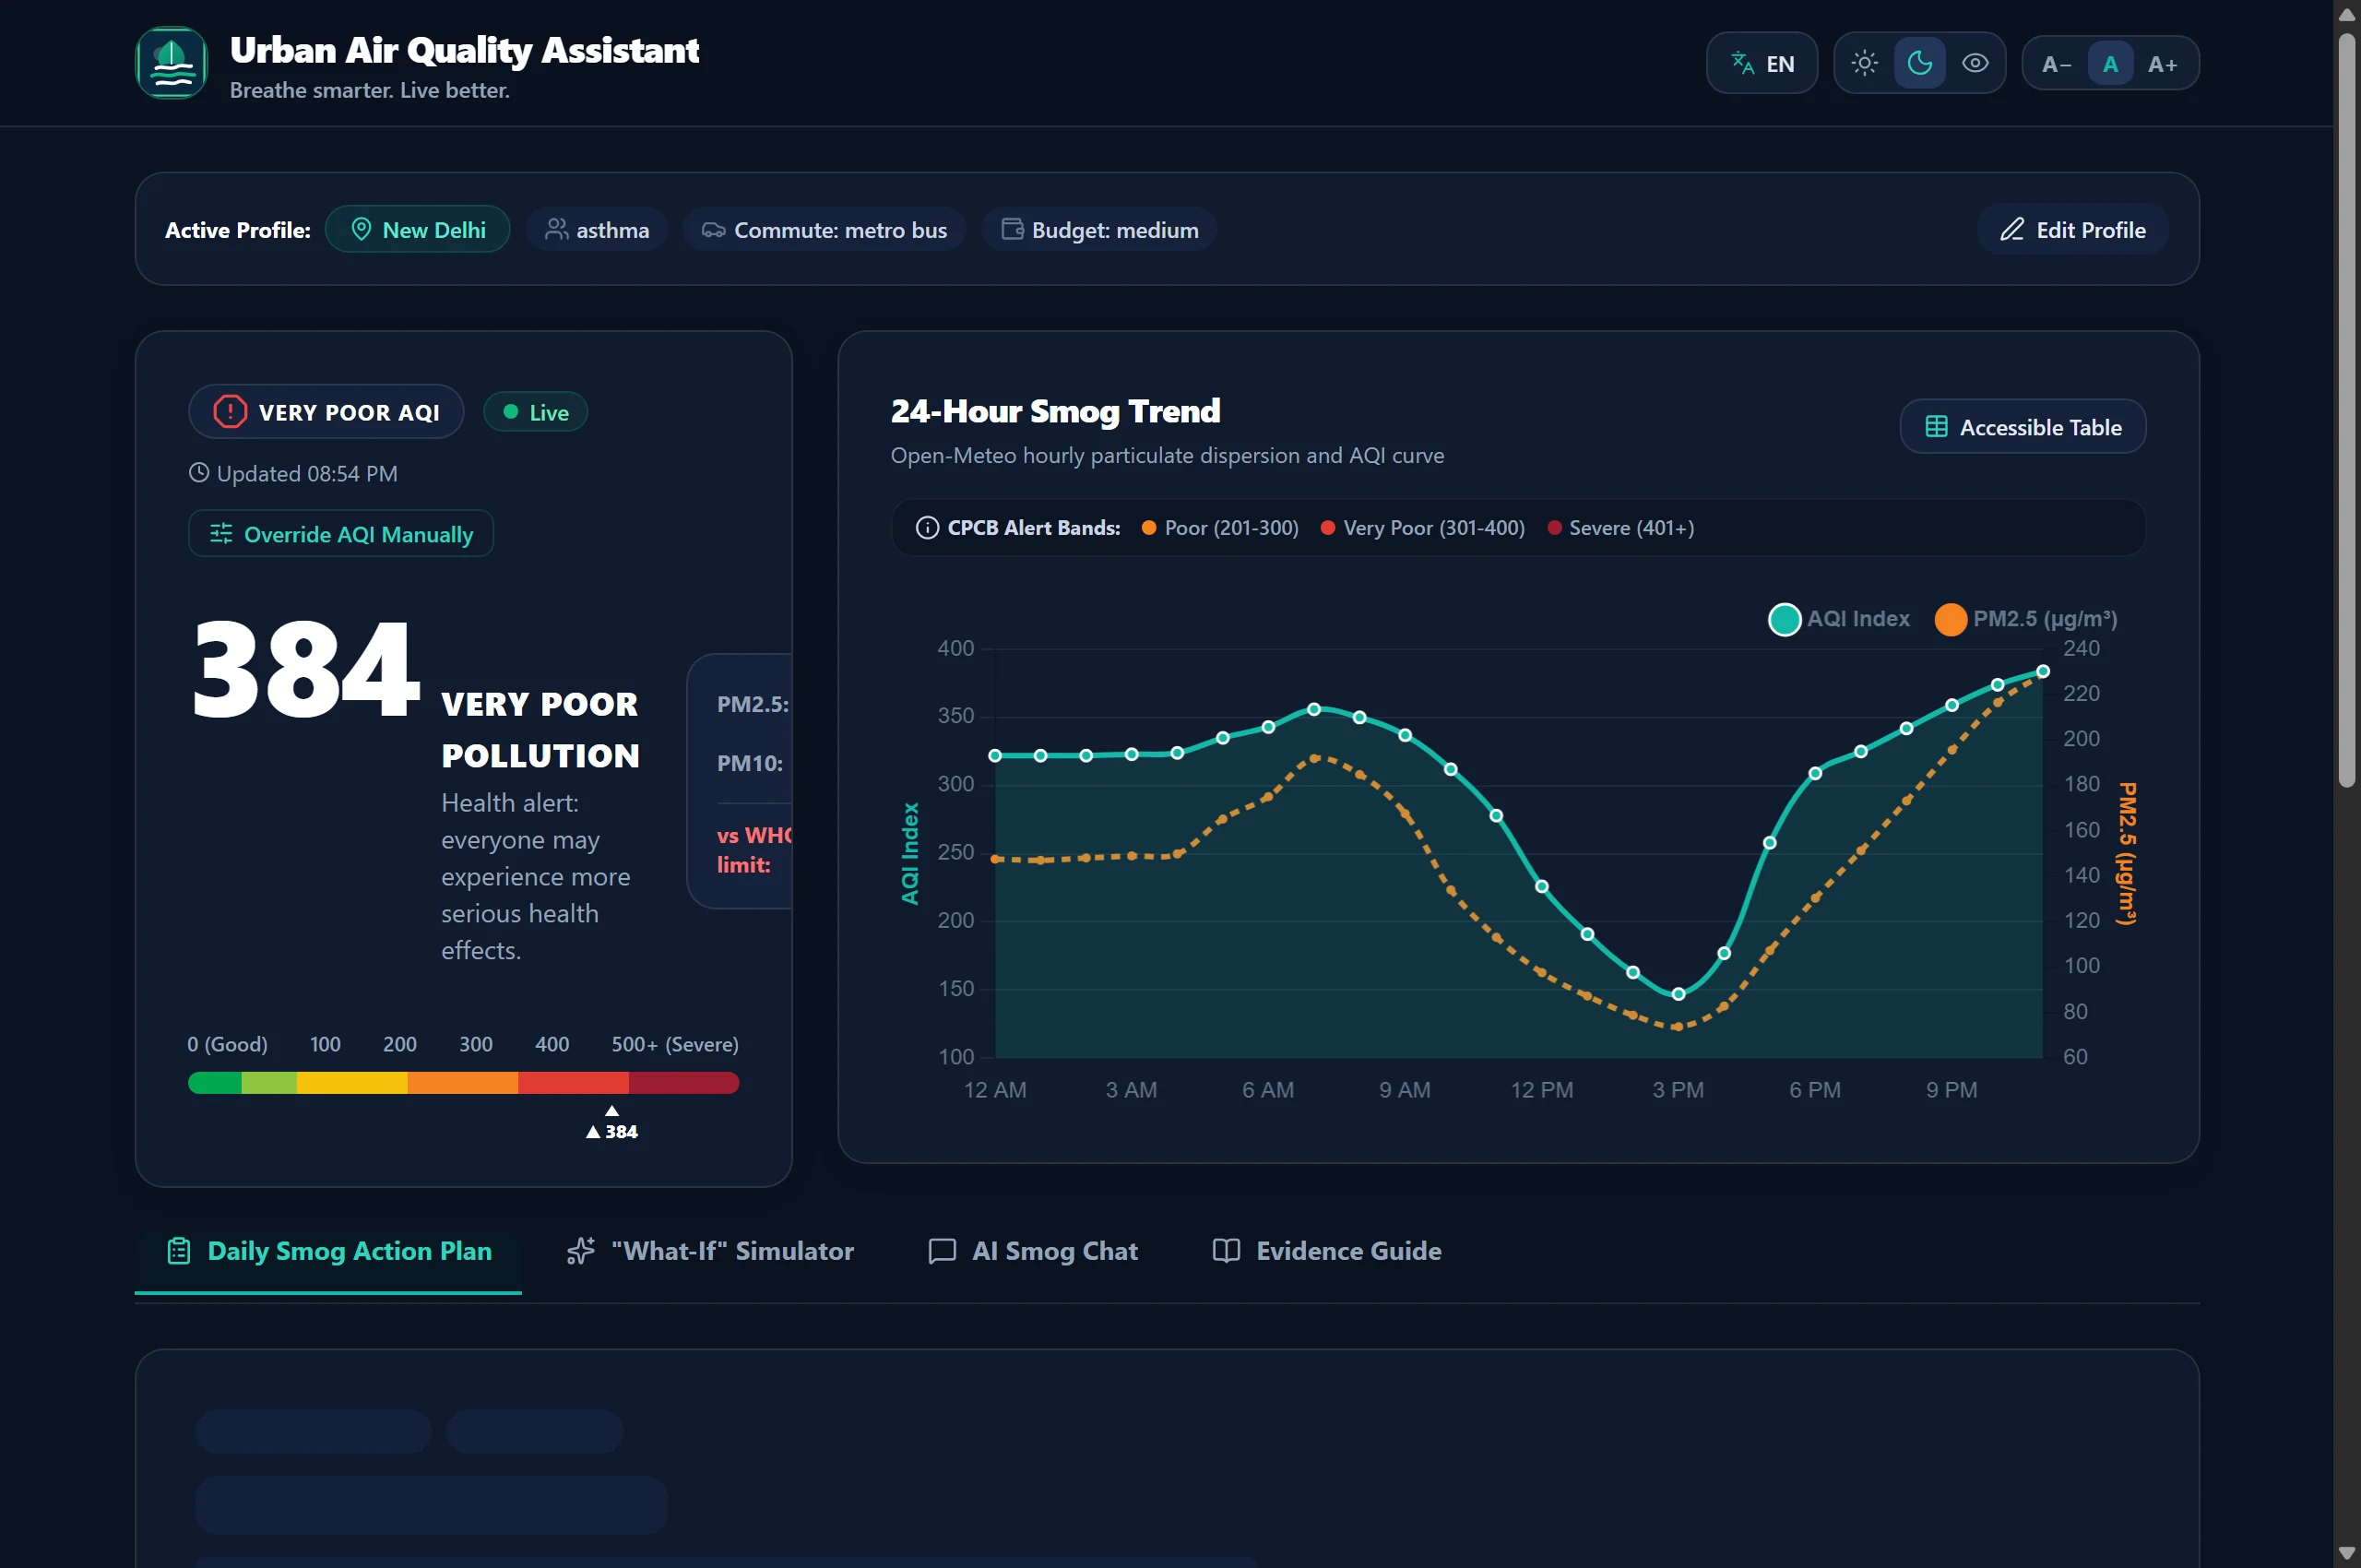 Urban Air Quality Assistant
Breathe smarter. Live better.
EN
A−
A
A+
Active Profile:
New Delhi
asthma
Commute: metro bus
Budget: medium
Edit Profile
VERY POOR AQI
Live
Updated 08:54 PM
Override AQI Manually
384
VERY POOR
POLLUTION
Health alert:
everyone may
experience more
serious health
effects.
PM2.5:
PM10:
vs WHO
limit:
0 (Good) 100 200 300 400 500+ (Severe)
▲ 384
24-Hour Smog Trend
Open-Meteo hourly particulate dispersion and AQI curve
Accessible Table
CPCB Alert Bands: Poor (201-300) Very Poor (301-400) Severe (401+)
AQI Index PM2.5 (µg/m³)
AQI Index
400
350
300
250
200
150
100
240
220
200
180
160
140
120
100
80
60
PM2.5 (µg/m³)
12 AM 3 AM 6 AM 9 AM 12 PM 3 PM 6 PM 9 PM
Daily Smog Action Plan
"What-If" Simulator
AI Smog Chat
Evidence Guide